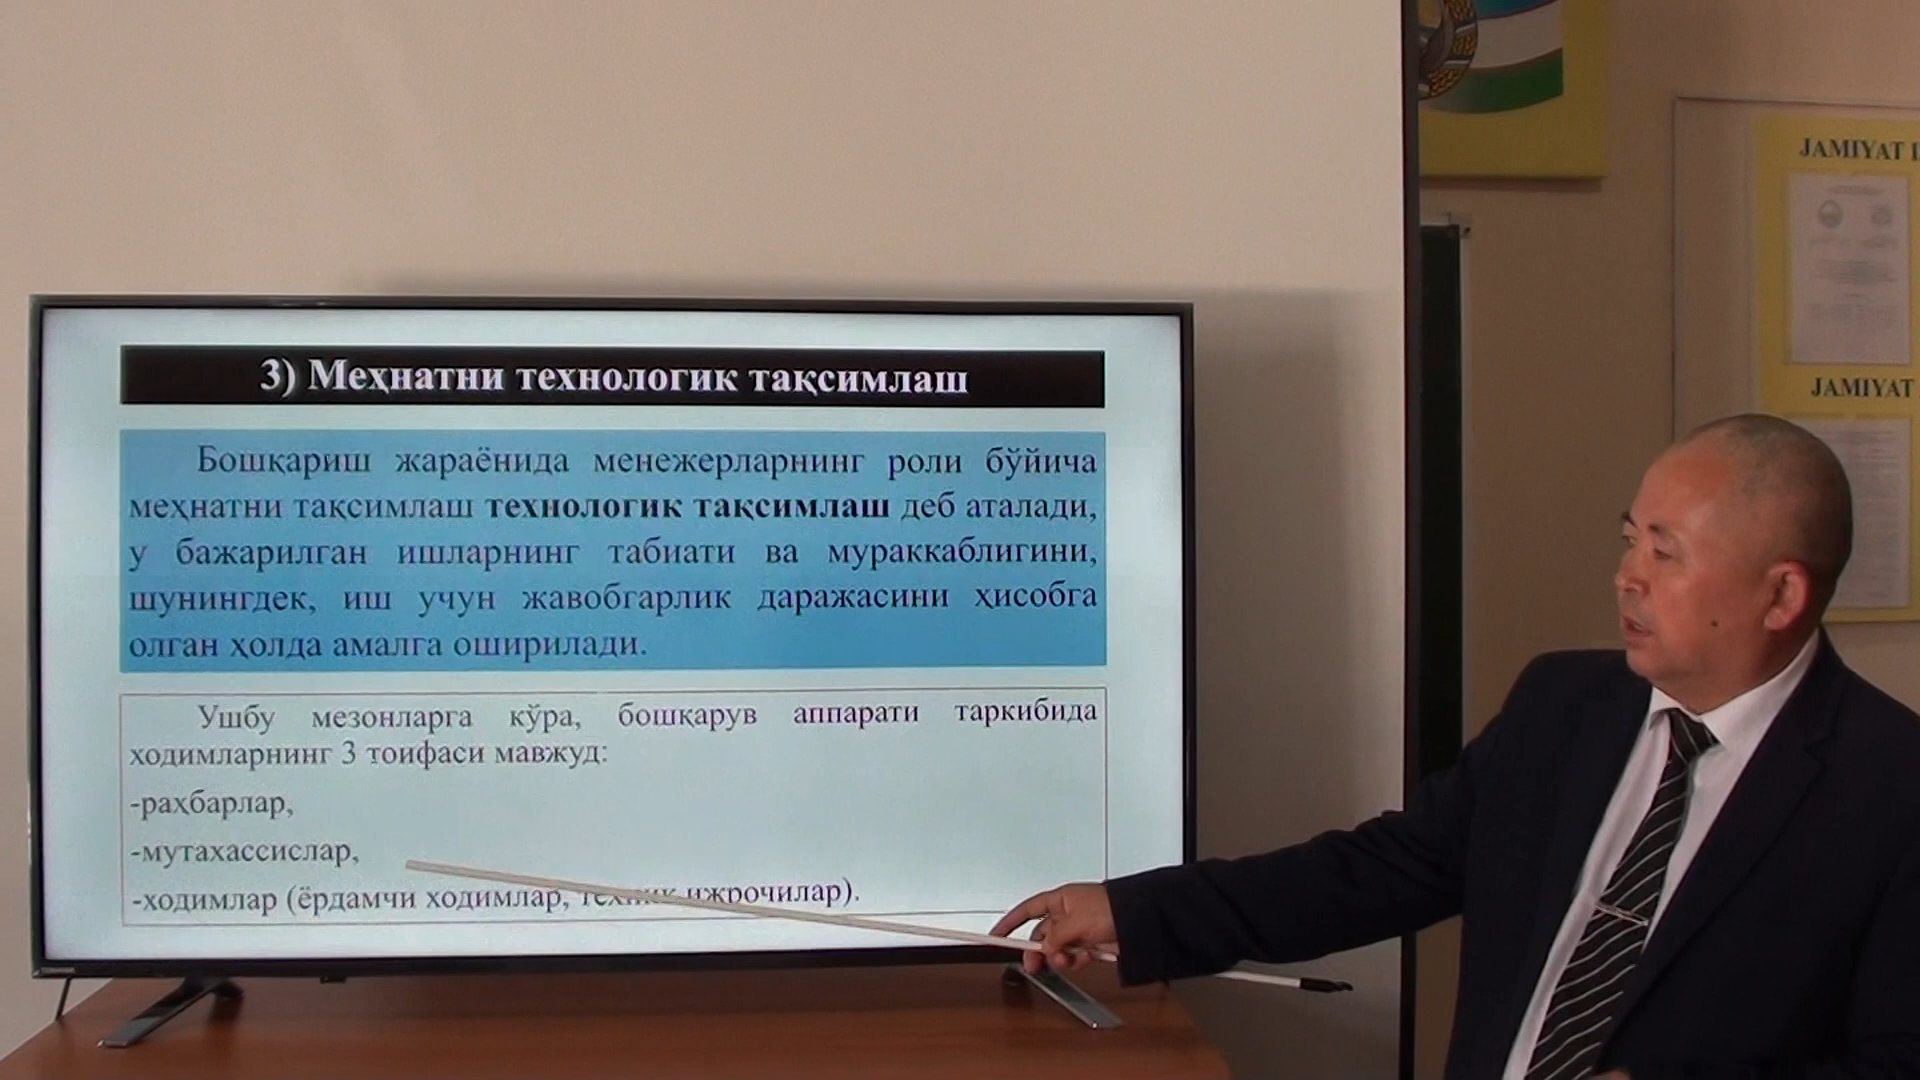 3) Меҳнатни технологик тақсимлаш
Бошқариш жараёнида менежерларнинг роли бўйича
меҳнатни тақсимлаш технологик тақсимлаш деб аталади,
у бажарилган ишларнинг табиати ва мураккаблигини,
шунингдек, иш учун жавобгарлик даражасини ҳисобга
олган ҳолда амалга оширилади.
Ушбу мезонларга кўра, бошқарув аппарати таркибида
ходимларнинг 3 тоифаси мавжуд:
-раҳбарлар,
-мутахассислар,
-ходимлар (ёрдамчи ходимлар, ижрочилар).
JAMIYAT
JAMIYAT